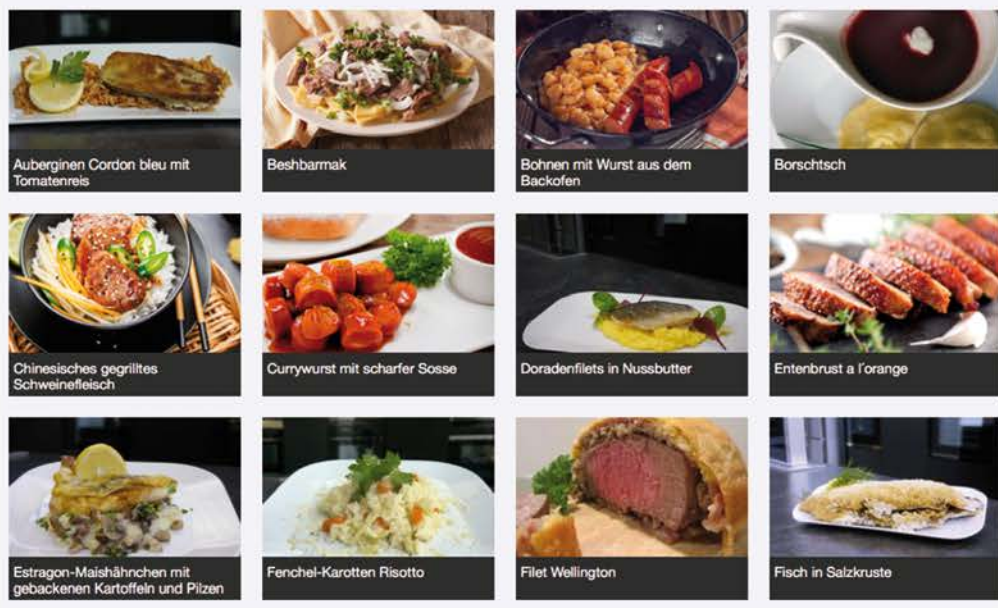 Auberginen Cordon bleu mit
Tomatenreis
Beshbarmak
Bohnen mit Wurst aus dem
Backofen
Borschtsch
Chinesisches gegrilltes
Schweinefleisch
Currywurst mit scharfer Sosse
Doradenfilets in Nussbutter
Entenbrust a l´orange
Estragon-Maishähnchen mit
gebackenen Kartoffeln und Pilzen
Fenchel-Karotten Risotto
Filet Wellington
Fisch in Salzkruste